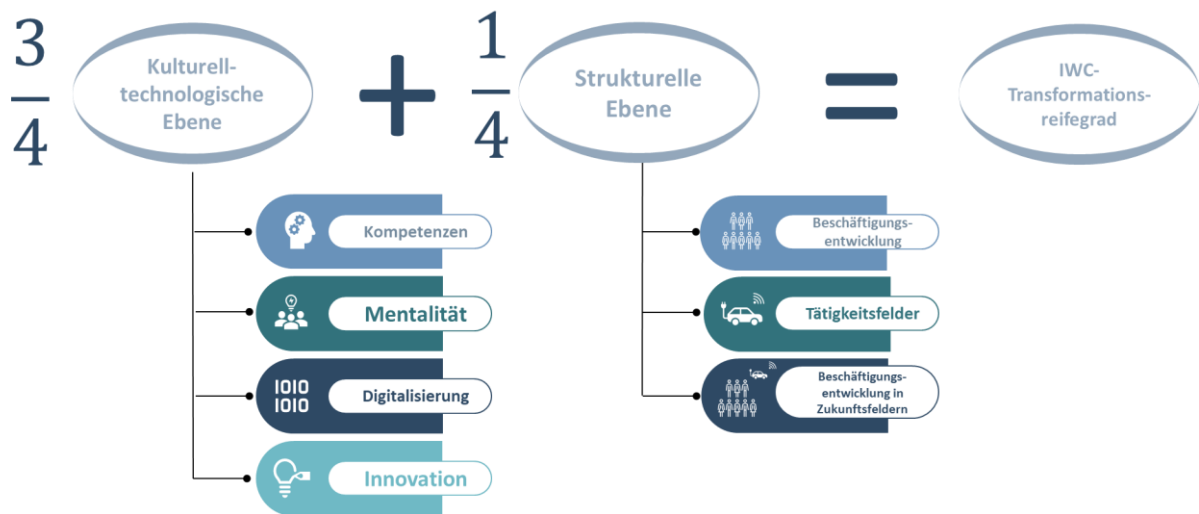 3
4
Kulturell-
technologische
Ebene
+
1
4
Strukturelle
Ebene
=
IWC-
Transformations-
reifegrad
Kompetenzen
Mentalität
1010
1010
Digitalisierung
Innovation
Beschäftigungs-
entwicklung
Tätigkeitsfelder
Beschäftigungs-
entwicklung in
Zukunftsfeldern